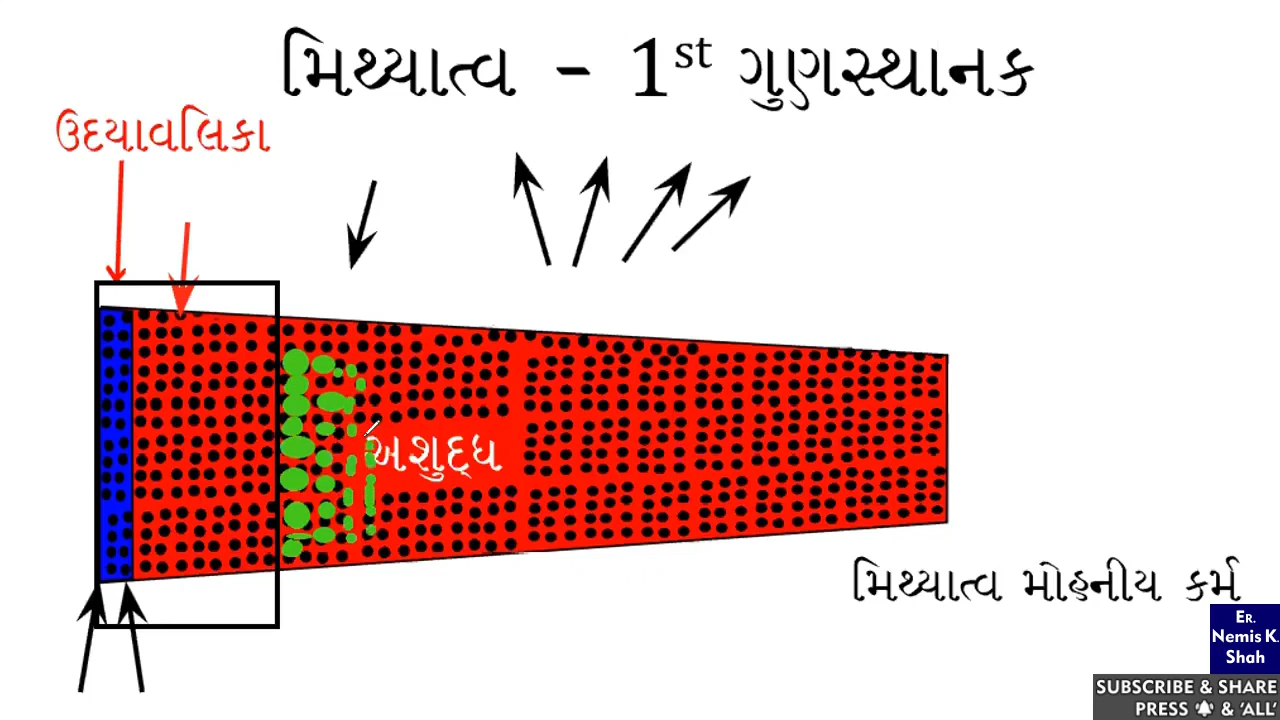 મિથ્યાત્વ - 1st ગુણસ્થાનક
ઉદયાવલિકા
અશુદ્ધ
મિથ્યાત્વ મોહનીય કર્મ
Er.
Nemis K.
Shah
SUBSCRIBE & SHARE
PRESS 🔔 & 'ALL'